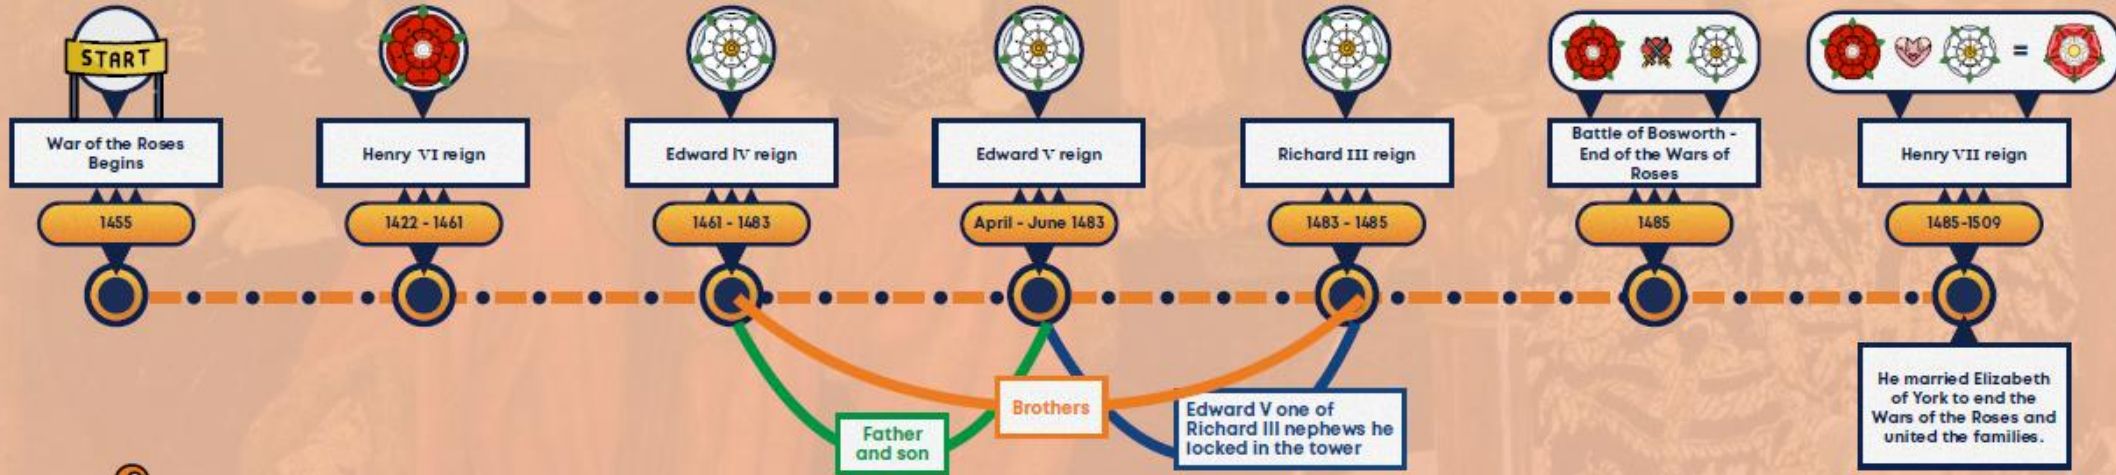 START
War of the Roses
Begins
1455
Henry VI reign
1422 - 1461
Edward IV reign
1461 - 1483
Edward V reign
April - June 1483
Richard III reign
1483 - 1485
Battle of Bosworth -
End of the Wars of
Roses
1485
=
Henry VII reign
1485-1509
Father
and son
Brothers
Edward V one of
Richard III nephews he
locked in the tower
He married Elizabeth
of York to end the
Wars of the Roses and
united the families.